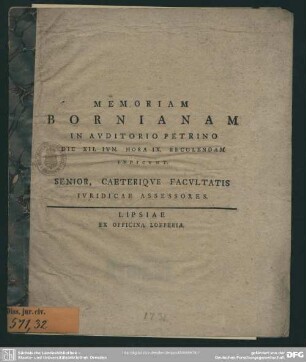 MEMORIAM
BORNIANAM
IN AVDITORIO PETRINO
DIE XII. IVN. HORA IX. RECOLENDAM
INDICVNT
SENIOR, CAETERIQVE FACVLTATIS
IVRIDICAE ASSESSORES.
LIPSIAE
EX OFFICINA LOEPERIA.
Diss. jur. civ.
571,32